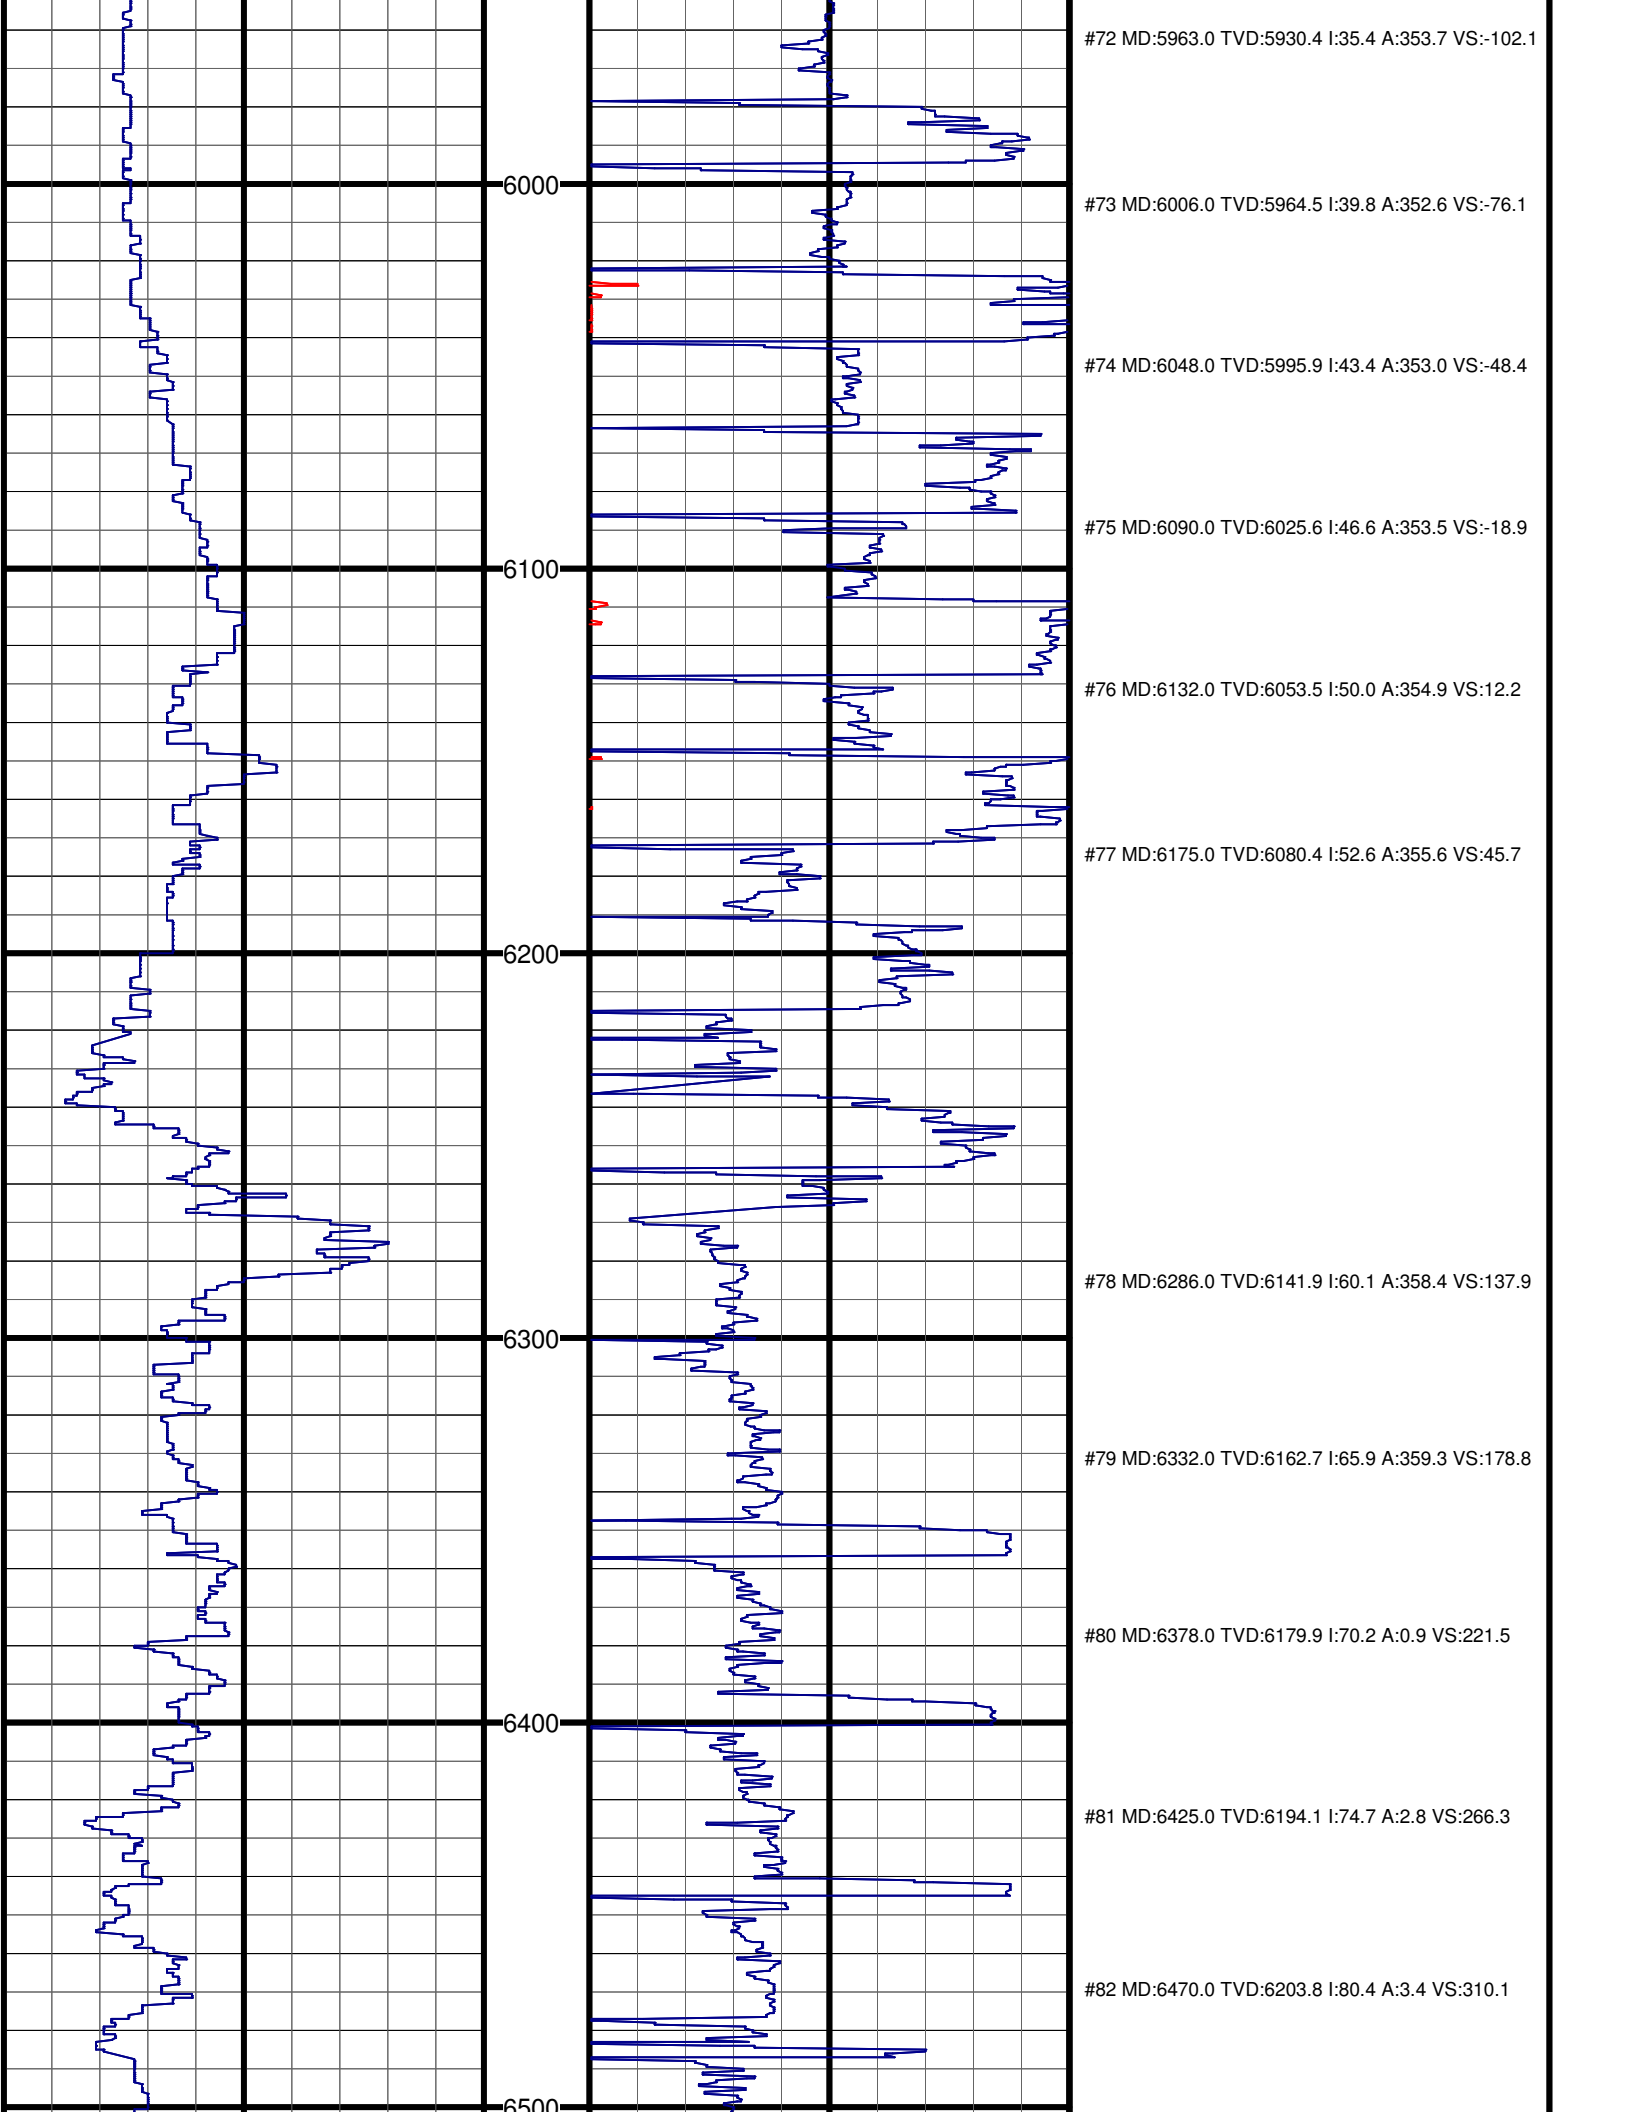 #72 MD:5963.0 TVD:5930.4 I:35.4 A:353.7 VS:-102.1
6000
#73 MD:6006.0 TVD:5964.5 I:39.8 A:352.6 VS:-76.1
#74 MD:6048.0 TVD:5995.9 I:43.4 A:353.0 VS:-48.4
#75 MD:6090.0 TVD:6025.6 I:46.6 A:353.5 VS:-18.9
6100
#76 MD:6132.0 TVD:6053.5 I:50.0 A:354.9 VS:12.2
#77 MD:6175.0 TVD:6080.4 I:52.6 A:355.6 VS:45.7
6200
#78 MD:6286.0 TVD:6141.9 I:60.1 A:358.4 VS:137.9
6300
#79 MD:6332.0 TVD:6162.7 I:65.9 A:359.3 VS:178.8
#80 MD:6378.0 TVD:6179.9 I:70.2 A:0.9 VS:221.5
6400
#81 MD:6425.0 TVD:6194.1 I:74.7 A:2.8 VS:266.3
#82 MD:6470.0 TVD:6203.8 I:80.4 A:3.4 VS:310.1
6500